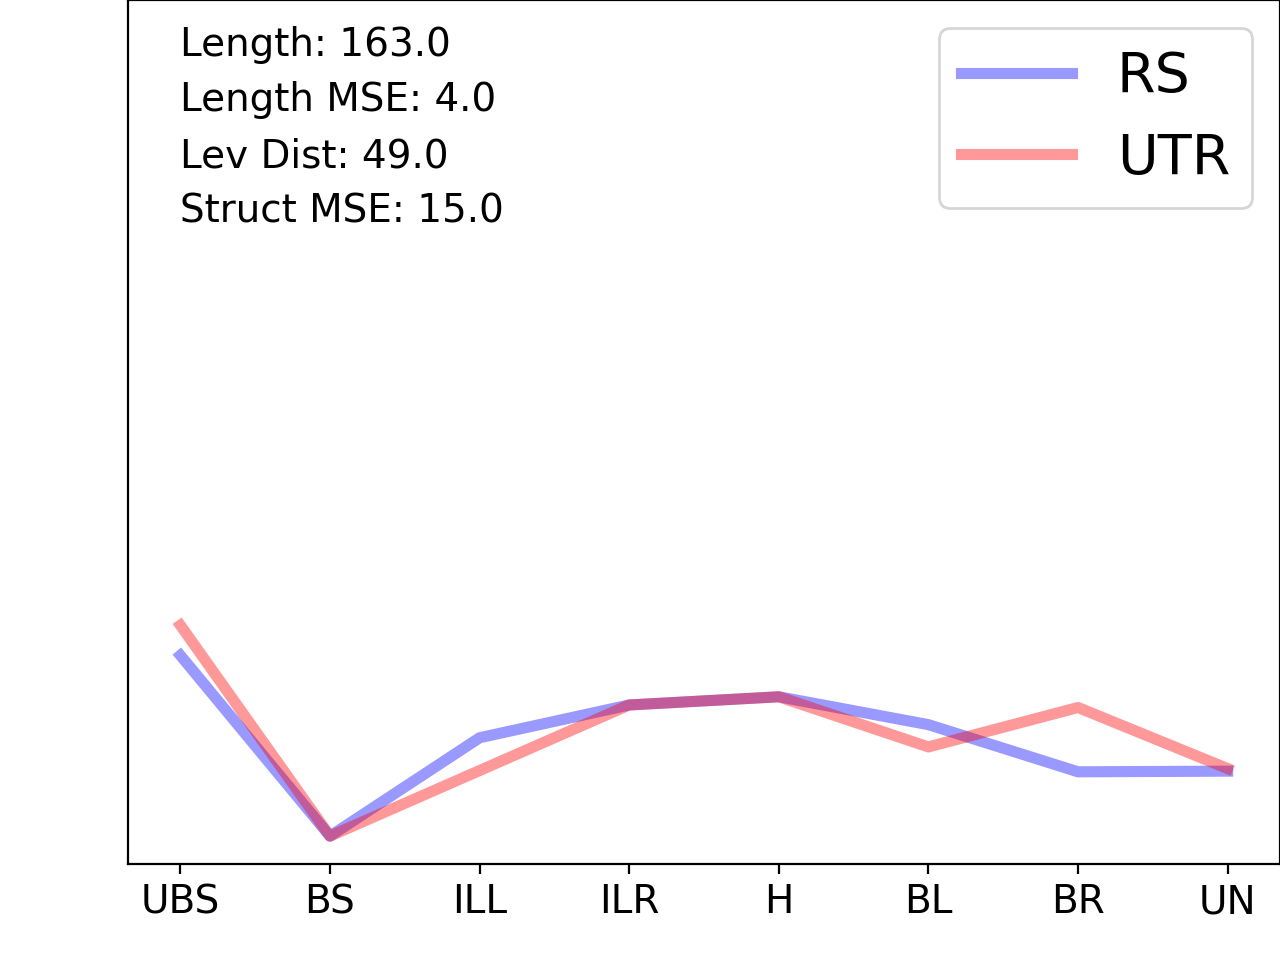 Length: 163.0
Length MSE: 4.0
Lev Dist: 49.0
Struct MSE: 15.0
RS
UTR
UBS BS ILL ILR H BL BR UN